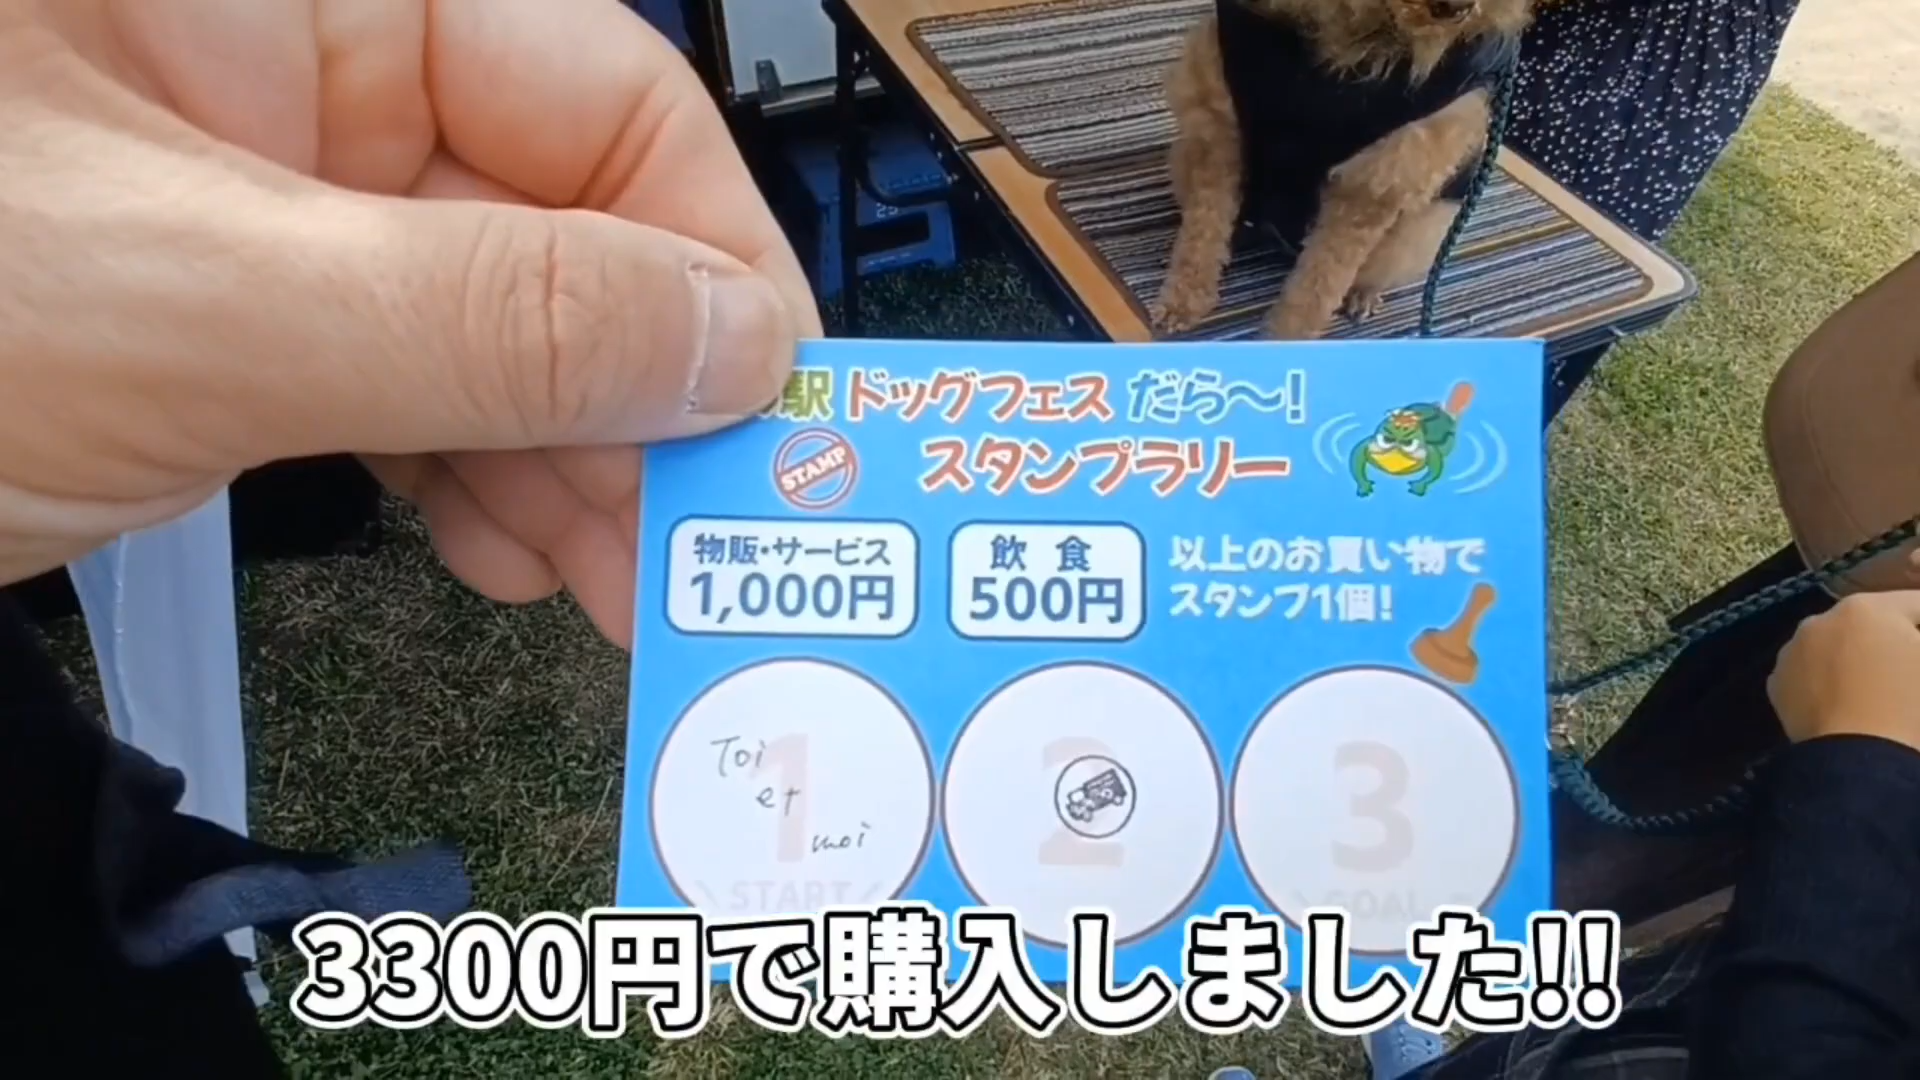 駅 ドッグフェス だら〜!
STAMP
スタンプラリー
物販・サービス
1,000円
飲 食
500円
以上のお買い物で
スタンプ1個!
1
Toi
et
moi
START
2
3
GOAL
3300円で購入しました!!